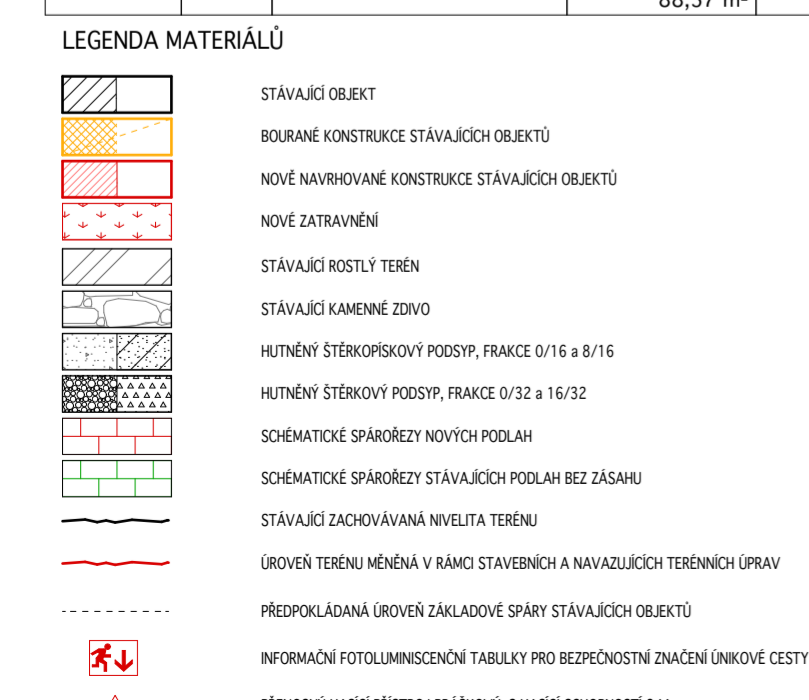 88,37 m²
LEGENDA MATERIÁLŮ
STÁVAJÍCÍ OBJEKT
BOURANÉ KONSTRUKCE STÁVAJÍCÍCH OBJEKTŮ
NOVĚ NAVRHOVANÉ KONSTRUKCE STÁVAJÍCÍCH OBJEKTŮ
NOVÉ ZATRAVNĚNÍ
STÁVAJÍCÍ ROSTLÝ TERÉN
STÁVAJÍCÍ KAMENNÉ ZDIVO
HUTNĚNÝ ŠTĚRKOPÍSKOVÝ PODSYP, FRAKCE 0/16 a 8/16
HUTNĚNÝ ŠTĚRKOVÝ PODSYP, FRAKCE 0/32 a 16/32
SCHÉMATICKÉ SPÁROŘEZY NOVÝCH PODLAH
SCHÉMATICKÉ SPÁROŘEZY STÁVAJÍCÍCH PODLAH BEZ ZÁSAHU
STÁVAJÍCÍ ZACHOVÁVANÁ NIVELITA TERÉNU
ÚROVEŇ TERÉNU MĚNĚNÁ V RÁMCI STAVEBNÍCH A NAVAZUJÍCÍCH TERÉNNÍCH ÚPRAV
PŘEDPOKLÁDANÁ ÚROVEŇ ZÁKLADOVÉ SPÁRY STÁVAJÍCÍCH OBJEKTŮ
INFORMAČNÍ FOTOLUMINISCENČNÍ TABULKY PRO BEZPEČNOSTNÍ ZNAČENÍ ÚNIKOVÉ CESTY